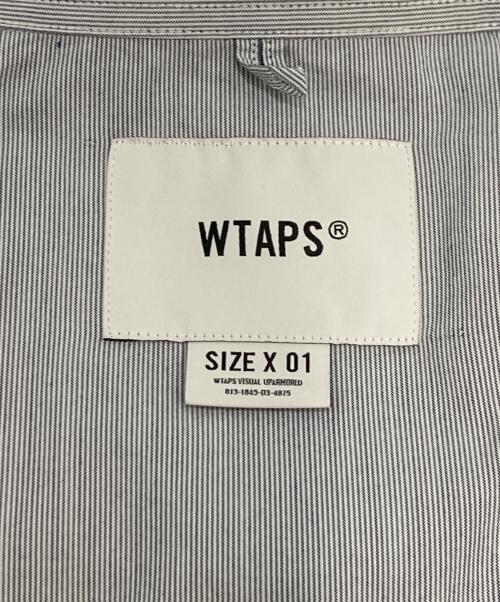 WTAPS®
SIZE X 01
WTAPS VISUAL UPARMORED
813-1845-03-4875